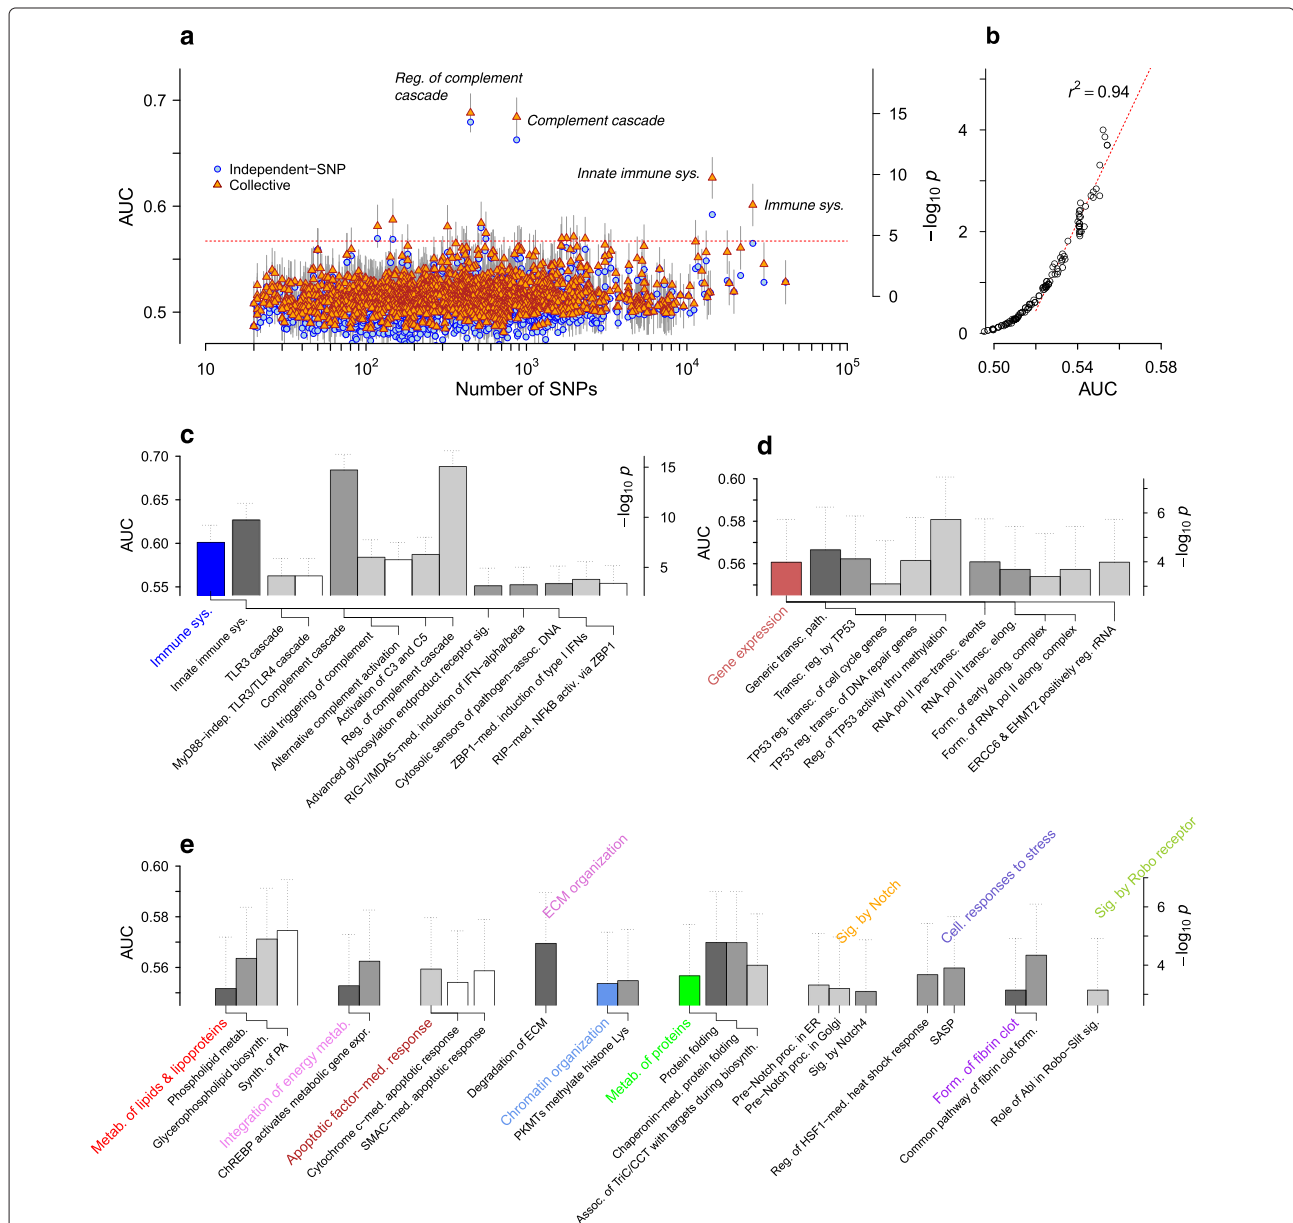 a
Reg. of complement
cascade
Complement cascade
Innate immune sys.
Immune sys.
Independent−SNP
Collective
0.7
0.6
0.5
AUC
15
10
5
0
−log10 p
10
10^2
10^3
10^4
10^5
Number of SNPs
b
r^2 = 0.94
4
2
0
0.50
0.54
0.58
AUC
c
0.70
0.65
0.60
0.55
AUC
15
10
5
−log10 p
Immune sys.
Innate immune sys.
TLR3 cascade
MyD88−indep. TLR3/TLR4 cascade
Complement cascade
Initial triggering of complement
Alternative complement activation
Activation of C3 and C5
Reg. of complement cascade
Advanced glycosylation endproduct receptor sig.
RIG−I/MDA5−med. induction of IFN−alpha/beta
Cytosolic sensors of pathogen−assoc. DNA
ZBP1−med. induction of type I IFNs
RIP−med. NFkB activ. via ZBP1
d
0.60
0.58
0.56
AUC
6
4
−log10 p
Gene expression
Generic transc. path.
Transc. reg. by TP53
TP53 reg. transc. of cell cycle genes
TP53 reg. transc. of DNA repair genes
Reg. of TP53 activity thru methylation
RNA pol II pre−transc. events
RNA pol II transc. elong.
Form. of early elong. complex
Form. of RNA pol II elong. complex
ERCC6 & EHMT2 positively reg. rRNA
e
0.60
0.58
0.56
AUC
6
4
−log10 p
ECM organization
Sig. by Notch
Cell. responses to stress
Sig. by Robo receptor
Metab. of lipids & lipoproteins
Phospholipid metab.
Glycerophospholipid biosynth.
Synth. of PA
Integration of energy metab.
ChREBP activates metabolic gene expr.
Apoptotic factor−med. response
Cytochrome c−med. apoptotic response
SMAC−med. apoptotic response
Degradation of ECM
Chromatin organization
PKMTs methylate histone Lys
Metab. of proteins
Protein folding
Chaperonin−med. protein folding
Assoc. of TriC/CCT with targets during biosynth.
Pre−Notch proc. in ER
Pre−Notch proc. in Golgi
Sig. by Notch4
Reg. of HSF1−med. heat shock response
SASP
Form. of fibrin clot
Common pathway of fibrin clot form.
Role of Abl in Robo−Slit sig.